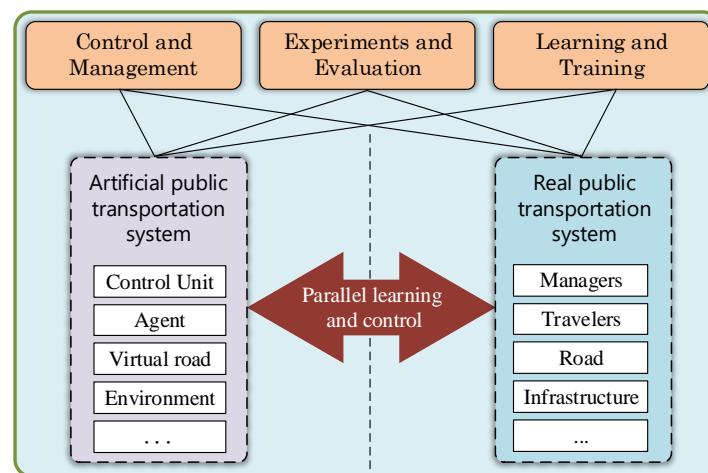 Control and
Management
Experiments and
Evaluation
Learning and
Training
Artificial public
transportation
system
Control Unit
Agent
Virtual road
Environment
. . .
Parallel learning
and control
Real public
transportation
system
Managers
Travelers
Road
Infrastructure
...